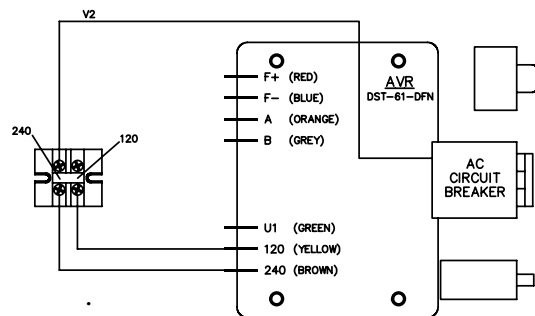 V2
F+ (RED)
F- (BLUE)
A (ORANGE)
B (GREY)
AVR
DST-61-DFN
240
120
AC
CIRCUIT
BREAKER
U1 (GREEN)
120 (YELLOW)
240 (BROWN)